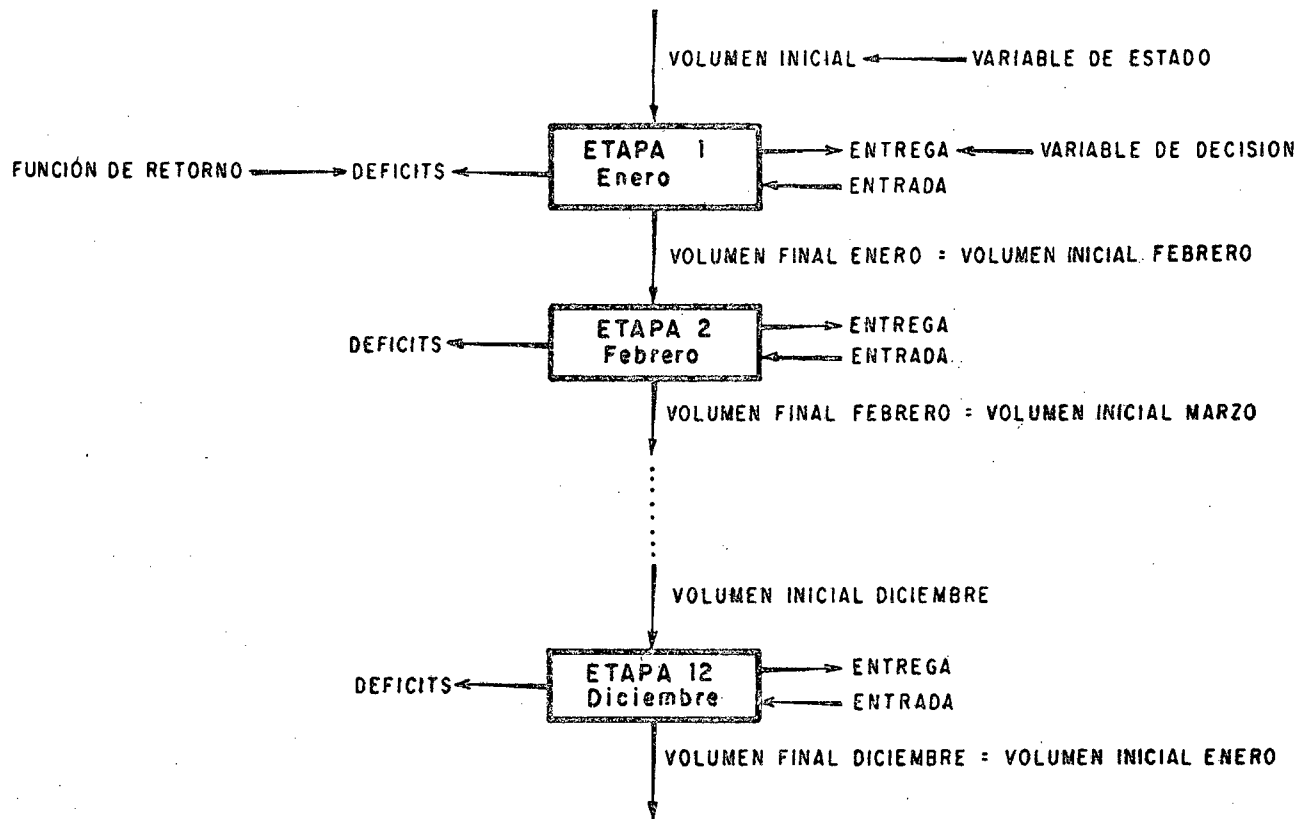 VOLUMEN INICIAL
VARIABLE DE ESTADO
ETAPA 1
Enero
FUNCIÓN DE RETORNO
DEFICITS
ENTREGA
VARIABLE DE DECISION
ENTRADA
VOLUMEN FINAL ENERO = VOLUMEN INICIAL FEBRERO
ETAPA 2
Febrero
DEFICITS
ENTREGA
ENTRADA
VOLUMEN FINAL FEBRERO = VOLUMEN INICIAL MARZO
VOLUMEN INICIAL DICIEMBRE
ETAPA 12
Diciembre
DEFICITS
ENTREGA
ENTRADA
VOLUMEN FINAL DICIEMBRE = VOLUMEN INICIAL ENERO